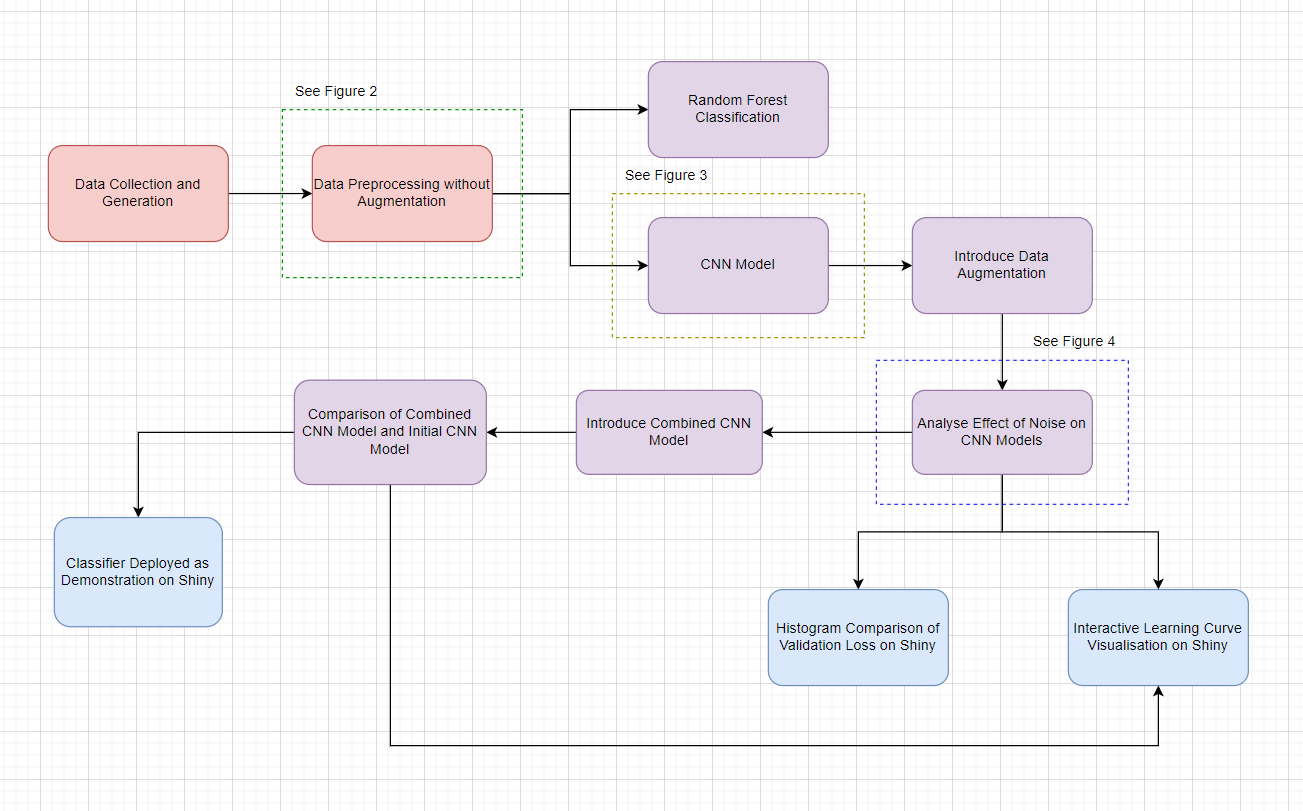 See Figure 2
Random Forest
Classification
Data Collection and
Generation
Data Preprocessing without
Augmentation
See Figure 3
CNN Model
Introduce Data
Augmentation
See Figure 4
Analyse Effect of Noise on
CNN Models
Introduce Combined CNN
Model
Comparison of Combined
CNN Model and Initial CNN
Model
Classifier Deployed as
Demonstration on Shiny
Histogram Comparison of
Validation Loss on Shiny
Interactive Learning Curve
Visualisation on Shiny